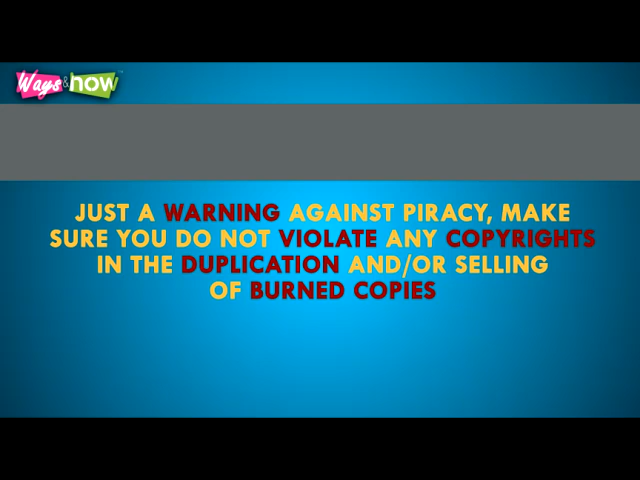 Ways&how
JUST A WARNING AGAINST PIRACY, MAKE
SURE YOU DO NOT VIOLATE ANY COPYRIGHTS
IN THE DUPLICATION AND/OR SELLING
OF BURNED COPIES